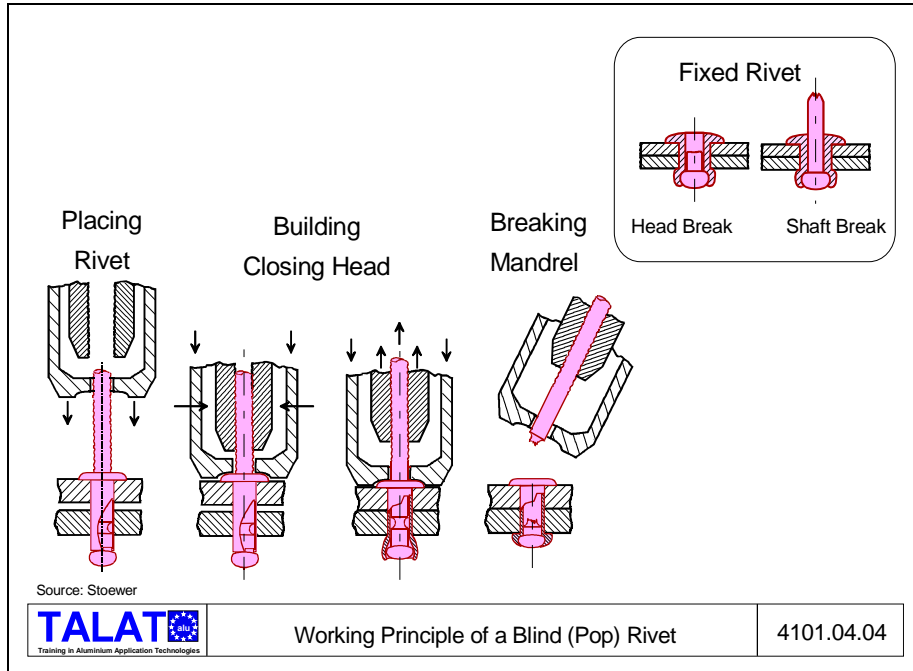 Fixed Rivet
Head Break
Shaft Break
Placing
Rivet
Building
Closing Head
Breaking
Mandrel
Source: Stoewer
TALAT
alu
Training in Aluminium Application Technologies
Working Principle of a Blind (Pop) Rivet
4101.04.04